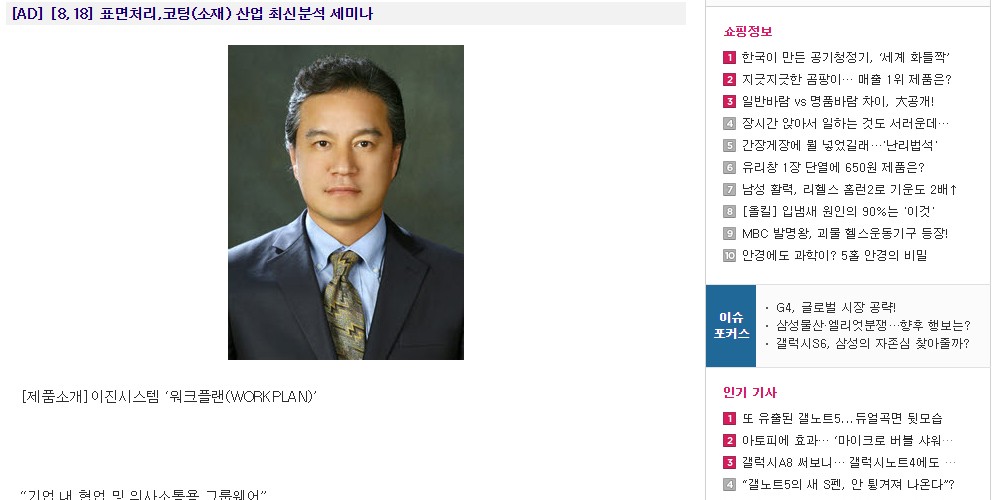 [AD] [8,18] 표면처리,코팅(소재) 산업 최신분석 세미나
[제품소개]이진시스템 ‘워크플랜(WORKPLAN)’
“기업 내 협업 및 의사소통용 그룹웨어”
쇼핑정보
1 한국이 만든 공기청정기, ‘세계 화들짝’
2 지긋지긋한 곰팡이… 매출 1위 제품은?
3 일반바람 vs 명품바람 차이, 大공개!
4 장시간 앉아서 일하는 것도 서러운데…
5 간장게장에 뭘 넣었길래…'난리법석'
6 유리창 1장 단열에 650원 제품은?
7 남성 활력, 리헬스 홈런2로 기운도 2배↑
8 [올킬] 입냄새 원인의 90%는 '이것'
9 MBC 발명왕, 괴물 헬스운동기구 등장!
10 안경에도 과학이? 5홀 안경의 비밀
이슈
포커스
· G4, 글로벌 시장 공략!
· 삼성물산·엘리엇분쟁…향후 행보는?
· 갤럭시S6, 삼성의 자존심 찾아줄까?
인기 기사
1 또 유출된 갤노트5…듀얼곡면 뒷모습
2 아토피에 효과… ‘마이크로 버블 샤워…
3 갤럭시A8 써보니… 갤럭시노트4에도 …
4 “갤노트5의 새 S펜, 안 튕겨져 나온다”?